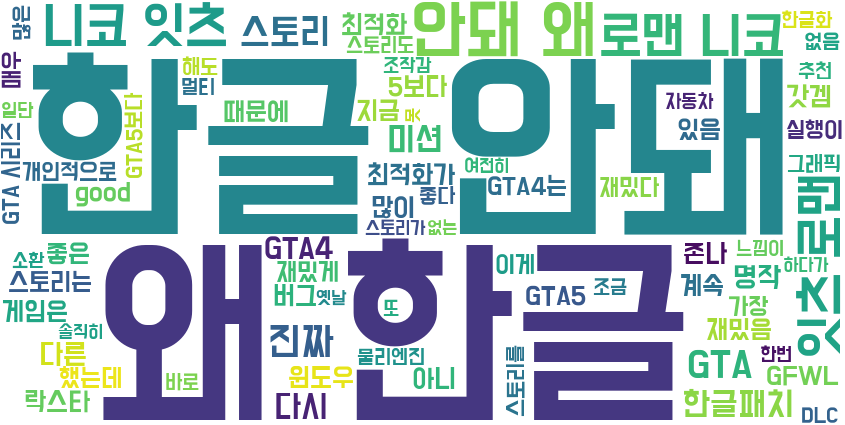 많은
니코 잇츠
스토리
최적화
스토리도
안돼 왜
로맨 니코
한글화
없음
아놈
해도
멀티
조작감
5보다
추천
갓겜
한글
안돼
일단
GTA5보다
때문에
지금
자동차
미션
있음
실행이
GTA 시리즈
개인적으로
good
최적화가
좋다
여전히
GTA4는
재밌다
그래픽
많이
스토리가
없는
잇츠 로맨
왜
한글
소환
좋은
스토리는
GTA4
재밌게
버그
옛날
이게
GTA5
조금
존나
느낌이
하다가
계속
명작
게임은
가장
재밌음
솔직히
진짜
또
다른
했는데
바로
물리엔진
윈도우
아니
스토리를
GTA
한번
GFWL
락스타
다시
한글패치
DLC